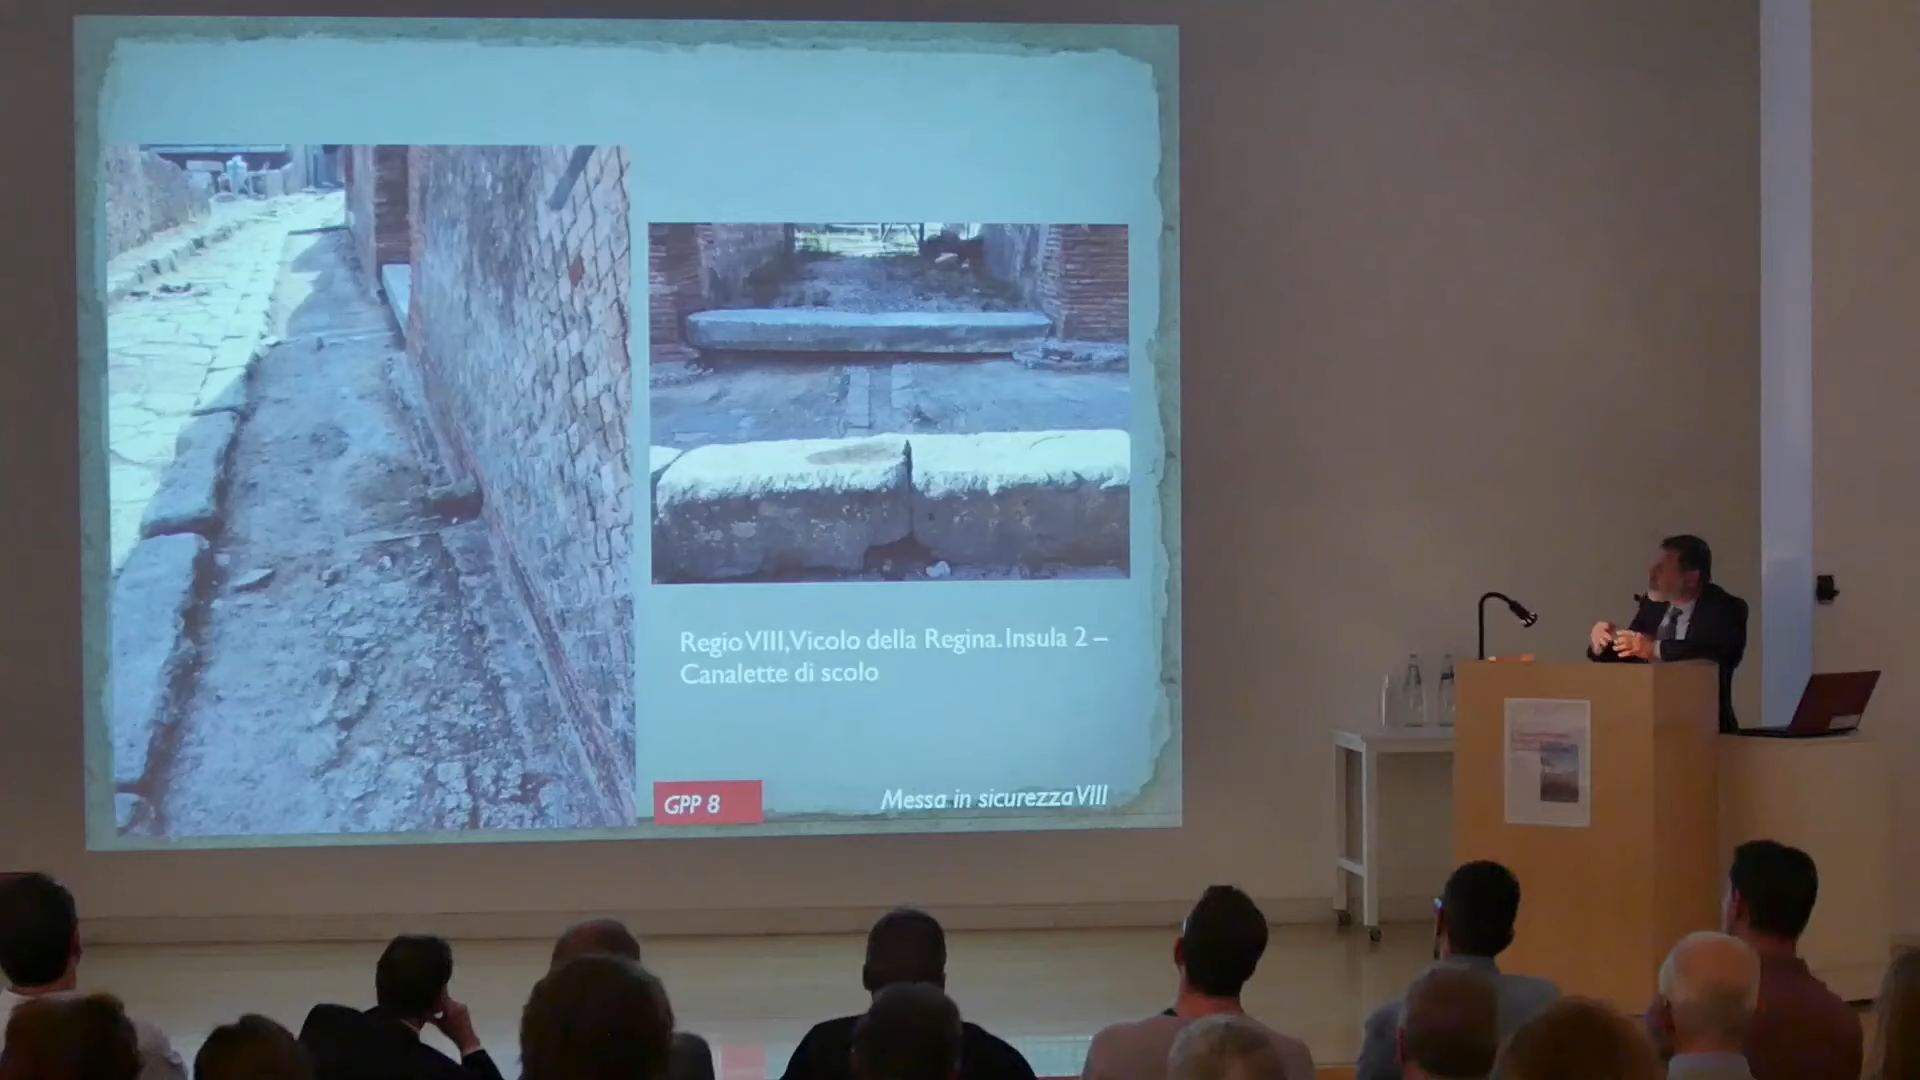 Regio VIII, Vicolo della Regina. Insula 2 –
Canalette di scolo
GPP 8
Messa in sicurezza VIII